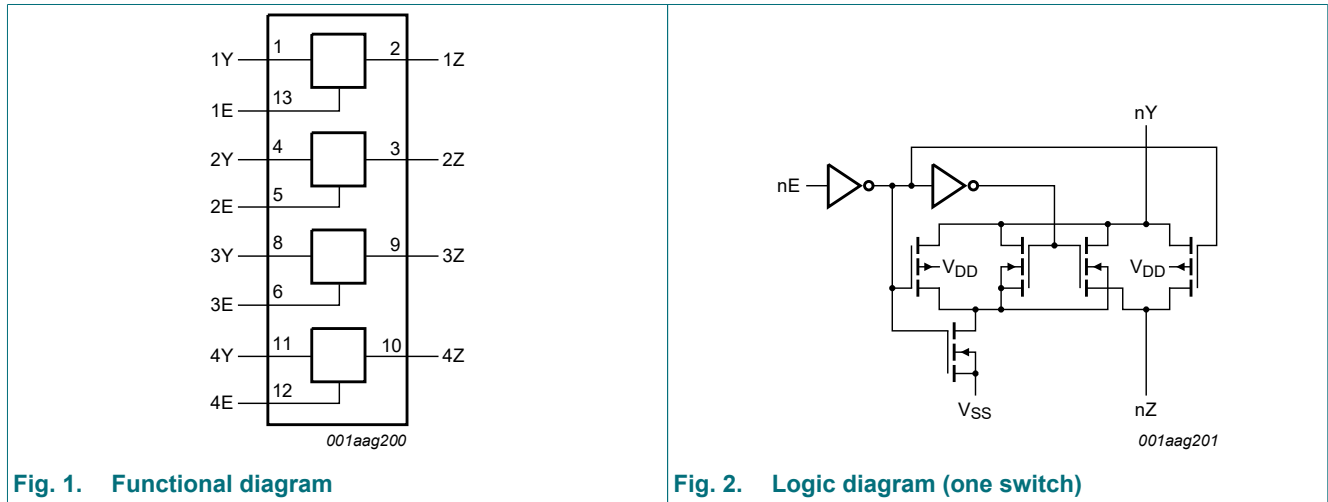 1Y 1 2 1Z
1E 13
2Y 4 3 2Z
2E 5
3Y 8 9 3Z
3E 6
4Y 11 10 4Z
4E 12
001aag200
Fig. 1. Functional diagram
nY
nE
VDD VDD
VSS
nZ
001aag201
Fig. 2. Logic diagram (one switch)